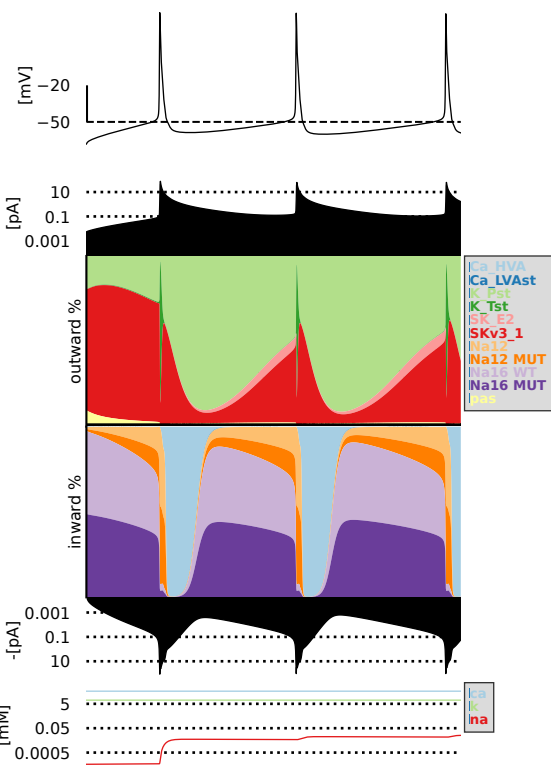 [mV]
−20
−50
[pA]
10
0.1
0.001
outward %
Ca_HVA
Ca_LVAst
K_Pst
K_Tst
SK_E2
SKv3_1
Na12
Na12 MUT
Na16 WT
Na16 MUT
pas
inward %
-[pA]
0.001
0.1
10
[mM]
5
0.05
0.0005
ca
k
na